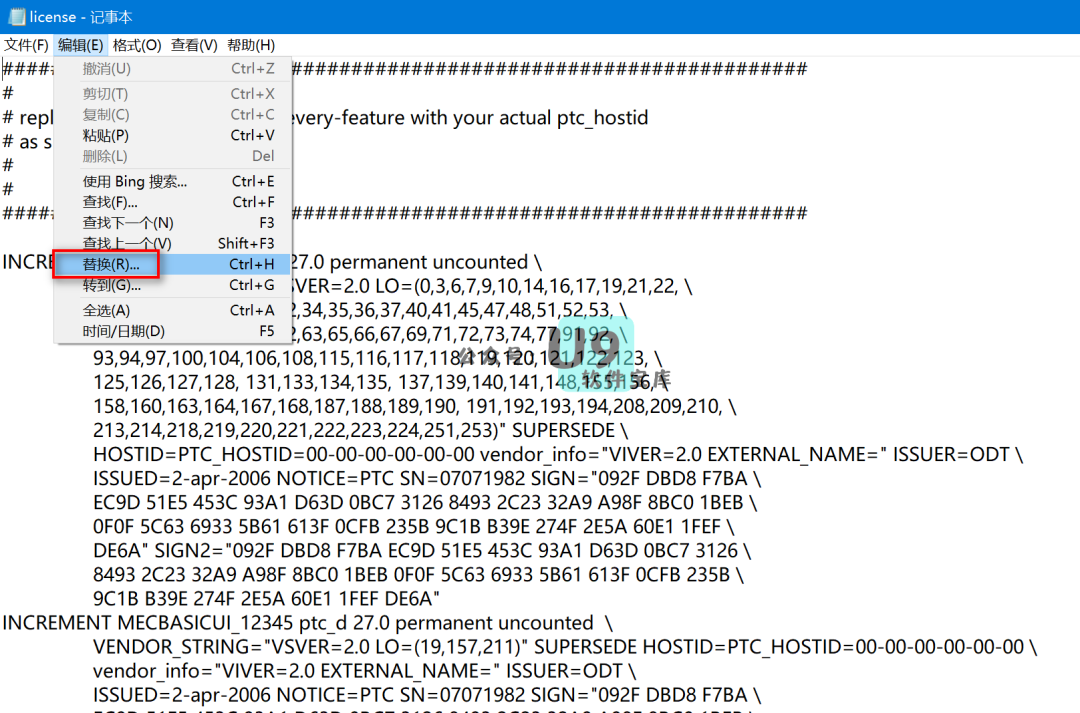 license - 记事本
文件(F) 编辑(E) 格式(O) 查看(V) 帮助(H)
撤消(U) Ctrl+Z
剪切(T) Ctrl+X
复制(C) Ctrl+C
粘贴(P) Ctrl+V
删除(L) Del
使用 Bing 搜索... Ctrl+E
查找(F)... Ctrl+F
查找下一个(N) F3
查找上一个(V) Shift+F3
替换(R)... Ctrl+H
转到(G)... Ctrl+G
全选(A) Ctrl+A
时间/日期(D) F5
#
# repl every-feature with your actual ptc_hostid
# as s
#
#
INCRE 27.0 permanent uncounted \
SVER=2.0 LO=(0,3,6,7,9,10,14,16,17,19,21,22, \
2,34,35,36,37,40,41,45,47,48,51,52,53, \
2,63,65,66,67,69,71,72,73,74,77,91,92, \
93,94,97,100,104,106,108,115,116,117,118,119,120,121,122,123, \
125,126,127,128, 131,133,134,135, 137,139,140,141,148,155,156, \
158,160,163,164,167,168,187,188,189,190, 191,192,193,194,208,209,210, \
213,214,218,219,220,221,222,223,224,251,253)" SUPERSEDE \
HOSTID=PTC_HOSTID=00-00-00-00-00-00 vendor_info="VIVER=2.0 EXTERNAL_NAME=" ISSUER=ODT \
ISSUED=2-apr-2006 NOTICE=PTC SN=07071982 SIGN="092F DBD8 F7BA \
EC9D 51E5 453C 93A1 D63D 0BC7 3126 8493 2C23 32A9 A98F 8BC0 1BEB \
0F0F 5C63 6933 5B61 613F 0CFB 235B 9C1B B39E 274F 2E5A 60E1 1FEF \
DE6A" SIGN2="092F DBD8 F7BA EC9D 51E5 453C 93A1 D63D 0BC7 3126 \
8493 2C23 32A9 A98F 8BC0 1BEB 0F0F 5C63 6933 5B61 613F 0CFB 235B \
9C1B B39E 274F 2E5A 60E1 1FEF DE6A"
INCREMENT MECBASICUI_12345 ptc_d 27.0 permanent uncounted \
VENDOR_STRING="VSVER=2.0 LO=(19,157,211)" SUPERSEDE HOSTID=PTC_HOSTID=00-00-00-00-00-00 \
vendor_info="VIVER=2.0 EXTERNAL_NAME=" ISSUER=ODT \
ISSUED=2-apr-2006 NOTICE=PTC SN=07071982 SIGN="092F DBD8 F7BA \
公众号
U9
软件宝库